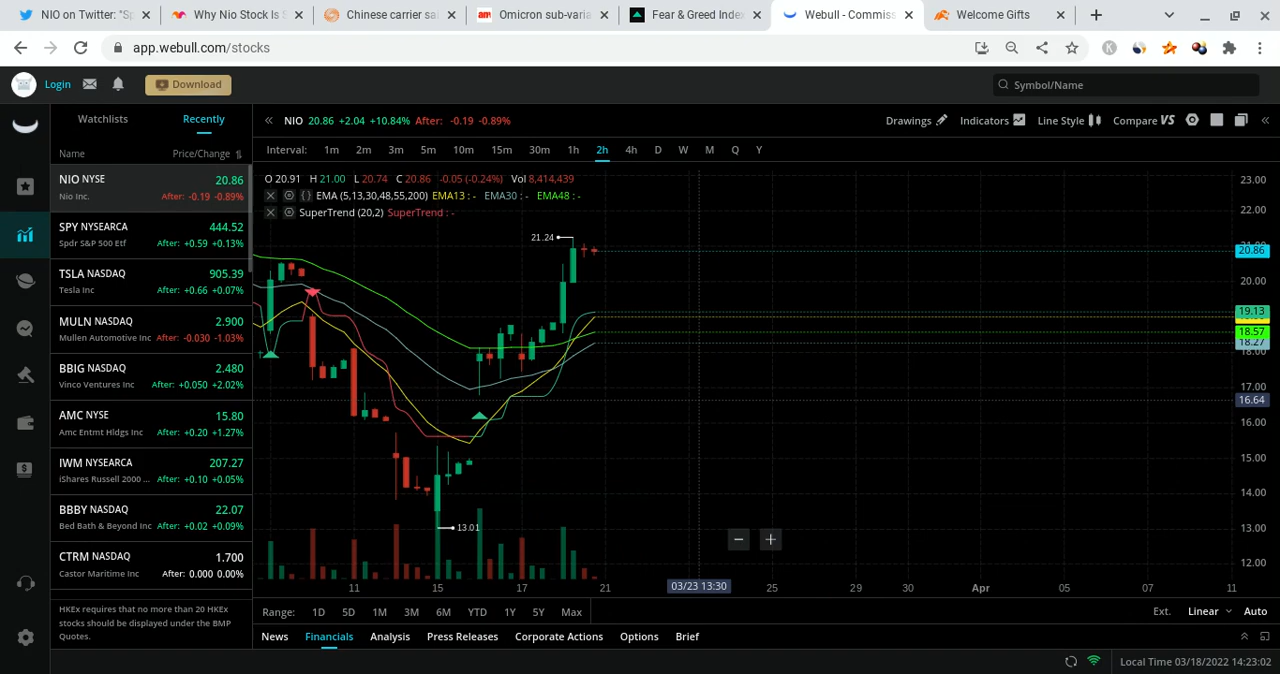 NIO on Twitter: "Sp
Why Nio Stock Is S
Chinese carrier sai
Omicron sub-varia
Fear & Greed Index
Webull - Commiss
Welcome Gifts
app.webull.com/stocks
Login
Download
Symbol/Name
Watchlists Recently
Name Price/Change
NIO NYSE 20.86
Nio Inc. After: -0.19 -0.89%
SPY NYSEARCA 444.52
Spdr S&P 500 Etf After: +0.59 +0.13%
TSLA NASDAQ 905.39
Tesla Inc After: +0.66 +0.07%
MULN NASDAQ 2.900
Mullen Automotive Inc After: -0.030 -1.03%
BBIG NASDAQ 2.480
Vinco Ventures Inc After: +0.050 +2.02%
AMC NYSE 15.80
Amc Entmt Hldgs Inc After: +0.20 +1.27%
IWM NYSEARCA 207.27
iShares Russell 2000 ... After: +0.10 +0.05%
BBBY NASDAQ 22.07
Bed Bath & Beyond Inc After: +0.02 +0.09%
CTRM NASDAQ 1.700
Castor Maritime Inc After: 0.000 0.00%
HKEx requires that no more than 20 HKEx
stocks should be displayed under the BMP
Quotes.
NIO 20.86 +2.04 +10.84% After: -0.19 -0.89%
Drawings Indicators Line Style Compare VS
Interval: 1m 2m 3m 5m 10m 15m 30m 1h 2h 4h D W M Q Y
O 20.91 H 21.00 L 20.74 C 20.86 -0.05 (-0.24%) Vol 8,414,439
EMA (5,13,30,48,55,200) EMA13 : - EMA30 : - EMA48 : -
SuperTrend (20,2) SuperTrend : -
21.24
13.01
23.00
22.00
20.86
20.00
19.13
18.57
18.27
18.00
17.00
16.64
16.00
15.00
14.00
13.00
12.00
11 15 17 21 03/23 13:30 25 29 30 Apr 05 07 11
Range: 1D 5D 1M 3M 6M YTD 1Y 5Y Max
Ext. Linear Auto
News Financials Analysis Press Releases Corporate Actions Options Brief
Local Time 03/18/2022 14:23:02